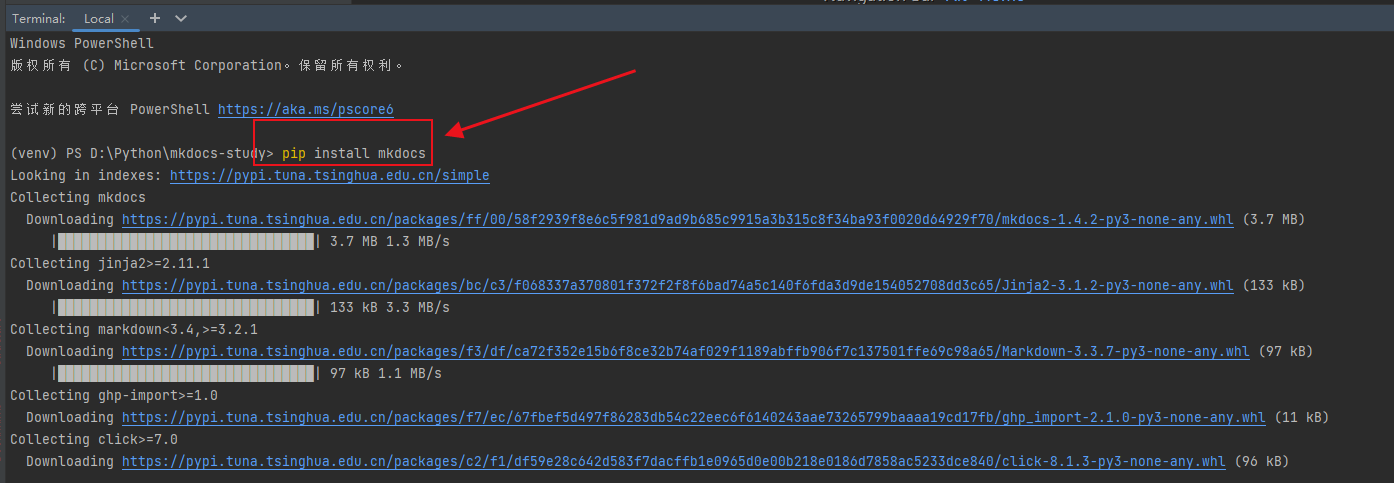 Terminal: Local × + ∨
Windows PowerShell
版权所有 (C) Microsoft Corporation。保留所有权利。
尝试新的跨平台 PowerShell https://aka.ms/pscore6
(venv) PS D:\Python\mkdocs-study> pip install mkdocs
Looking in indexes: https://pypi.tuna.tsinghua.edu.cn/simple
Collecting mkdocs
Downloading https://pypi.tuna.tsinghua.edu.cn/packages/ff/00/58f2939f8e6c5f981d9ad9b685c9915a3b315c8f34ba93f0020d64929f70/mkdocs-1.4.2-py3-none-any.whl (3.7 MB)
|████████████████████████████████| 3.7 MB 1.3 MB/s
Collecting jinja2>=2.11.1
Downloading https://pypi.tuna.tsinghua.edu.cn/packages/bc/c3/f068337a370801f372f2f8f6bad74a5c140f6fda3d9de154052708dd3c65/Jinja2-3.1.2-py3-none-any.whl (133 kB)
|████████████████████████████████| 133 kB 3.3 MB/s
Collecting markdown<3.4,>=3.2.1
Downloading https://pypi.tuna.tsinghua.edu.cn/packages/f3/df/ca72f352e15b6f8ce32b74af029f1189abffb906f7c137501ffe69c98a65/Markdown-3.3.7-py3-none-any.whl (97 kB)
|████████████████████████████████| 97 kB 1.1 MB/s
Collecting ghp-import>=1.0
Downloading https://pypi.tuna.tsinghua.edu.cn/packages/f7/ec/67fbef5d497f86283db54c22eec6f6140243aae73265799baaaa19cd17fb/ghp_import-2.1.0-py3-none-any.whl (11 kB)
Collecting click>=7.0
Downloading https://pypi.tuna.tsinghua.edu.cn/packages/c2/f1/df59e28c642d583f7dacffb1e0965d0e00b218e0186d7858ac5233dce840/click-8.1.3-py3-none-any.whl (96 kB)